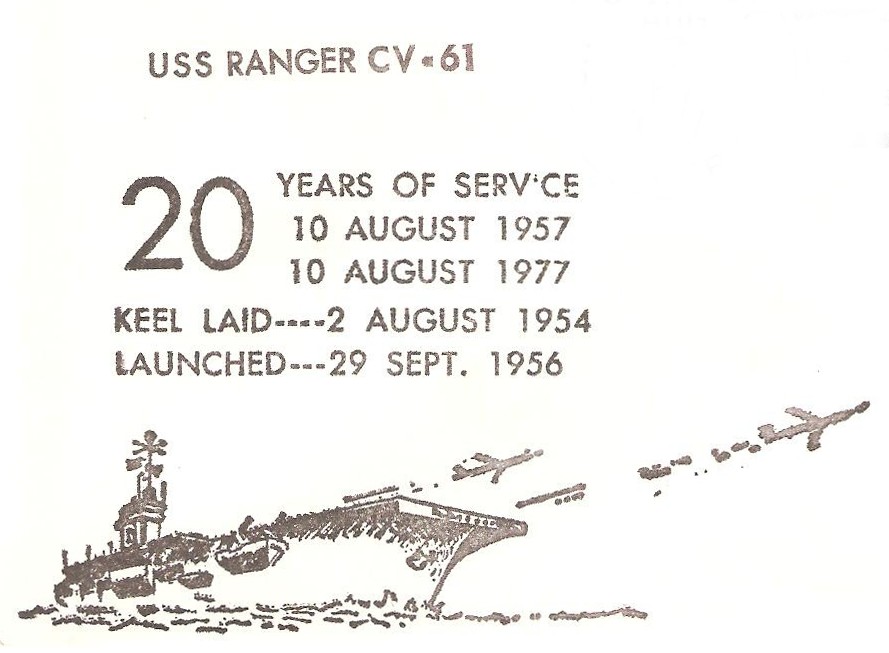 USS RANGER CV-61
20 YEARS OF SERV'CE
10 AUGUST 1957
10 AUGUST 1977
KEEL LAID----2 AUGUST 1954
LAUNCHED---29 SEPT. 1956